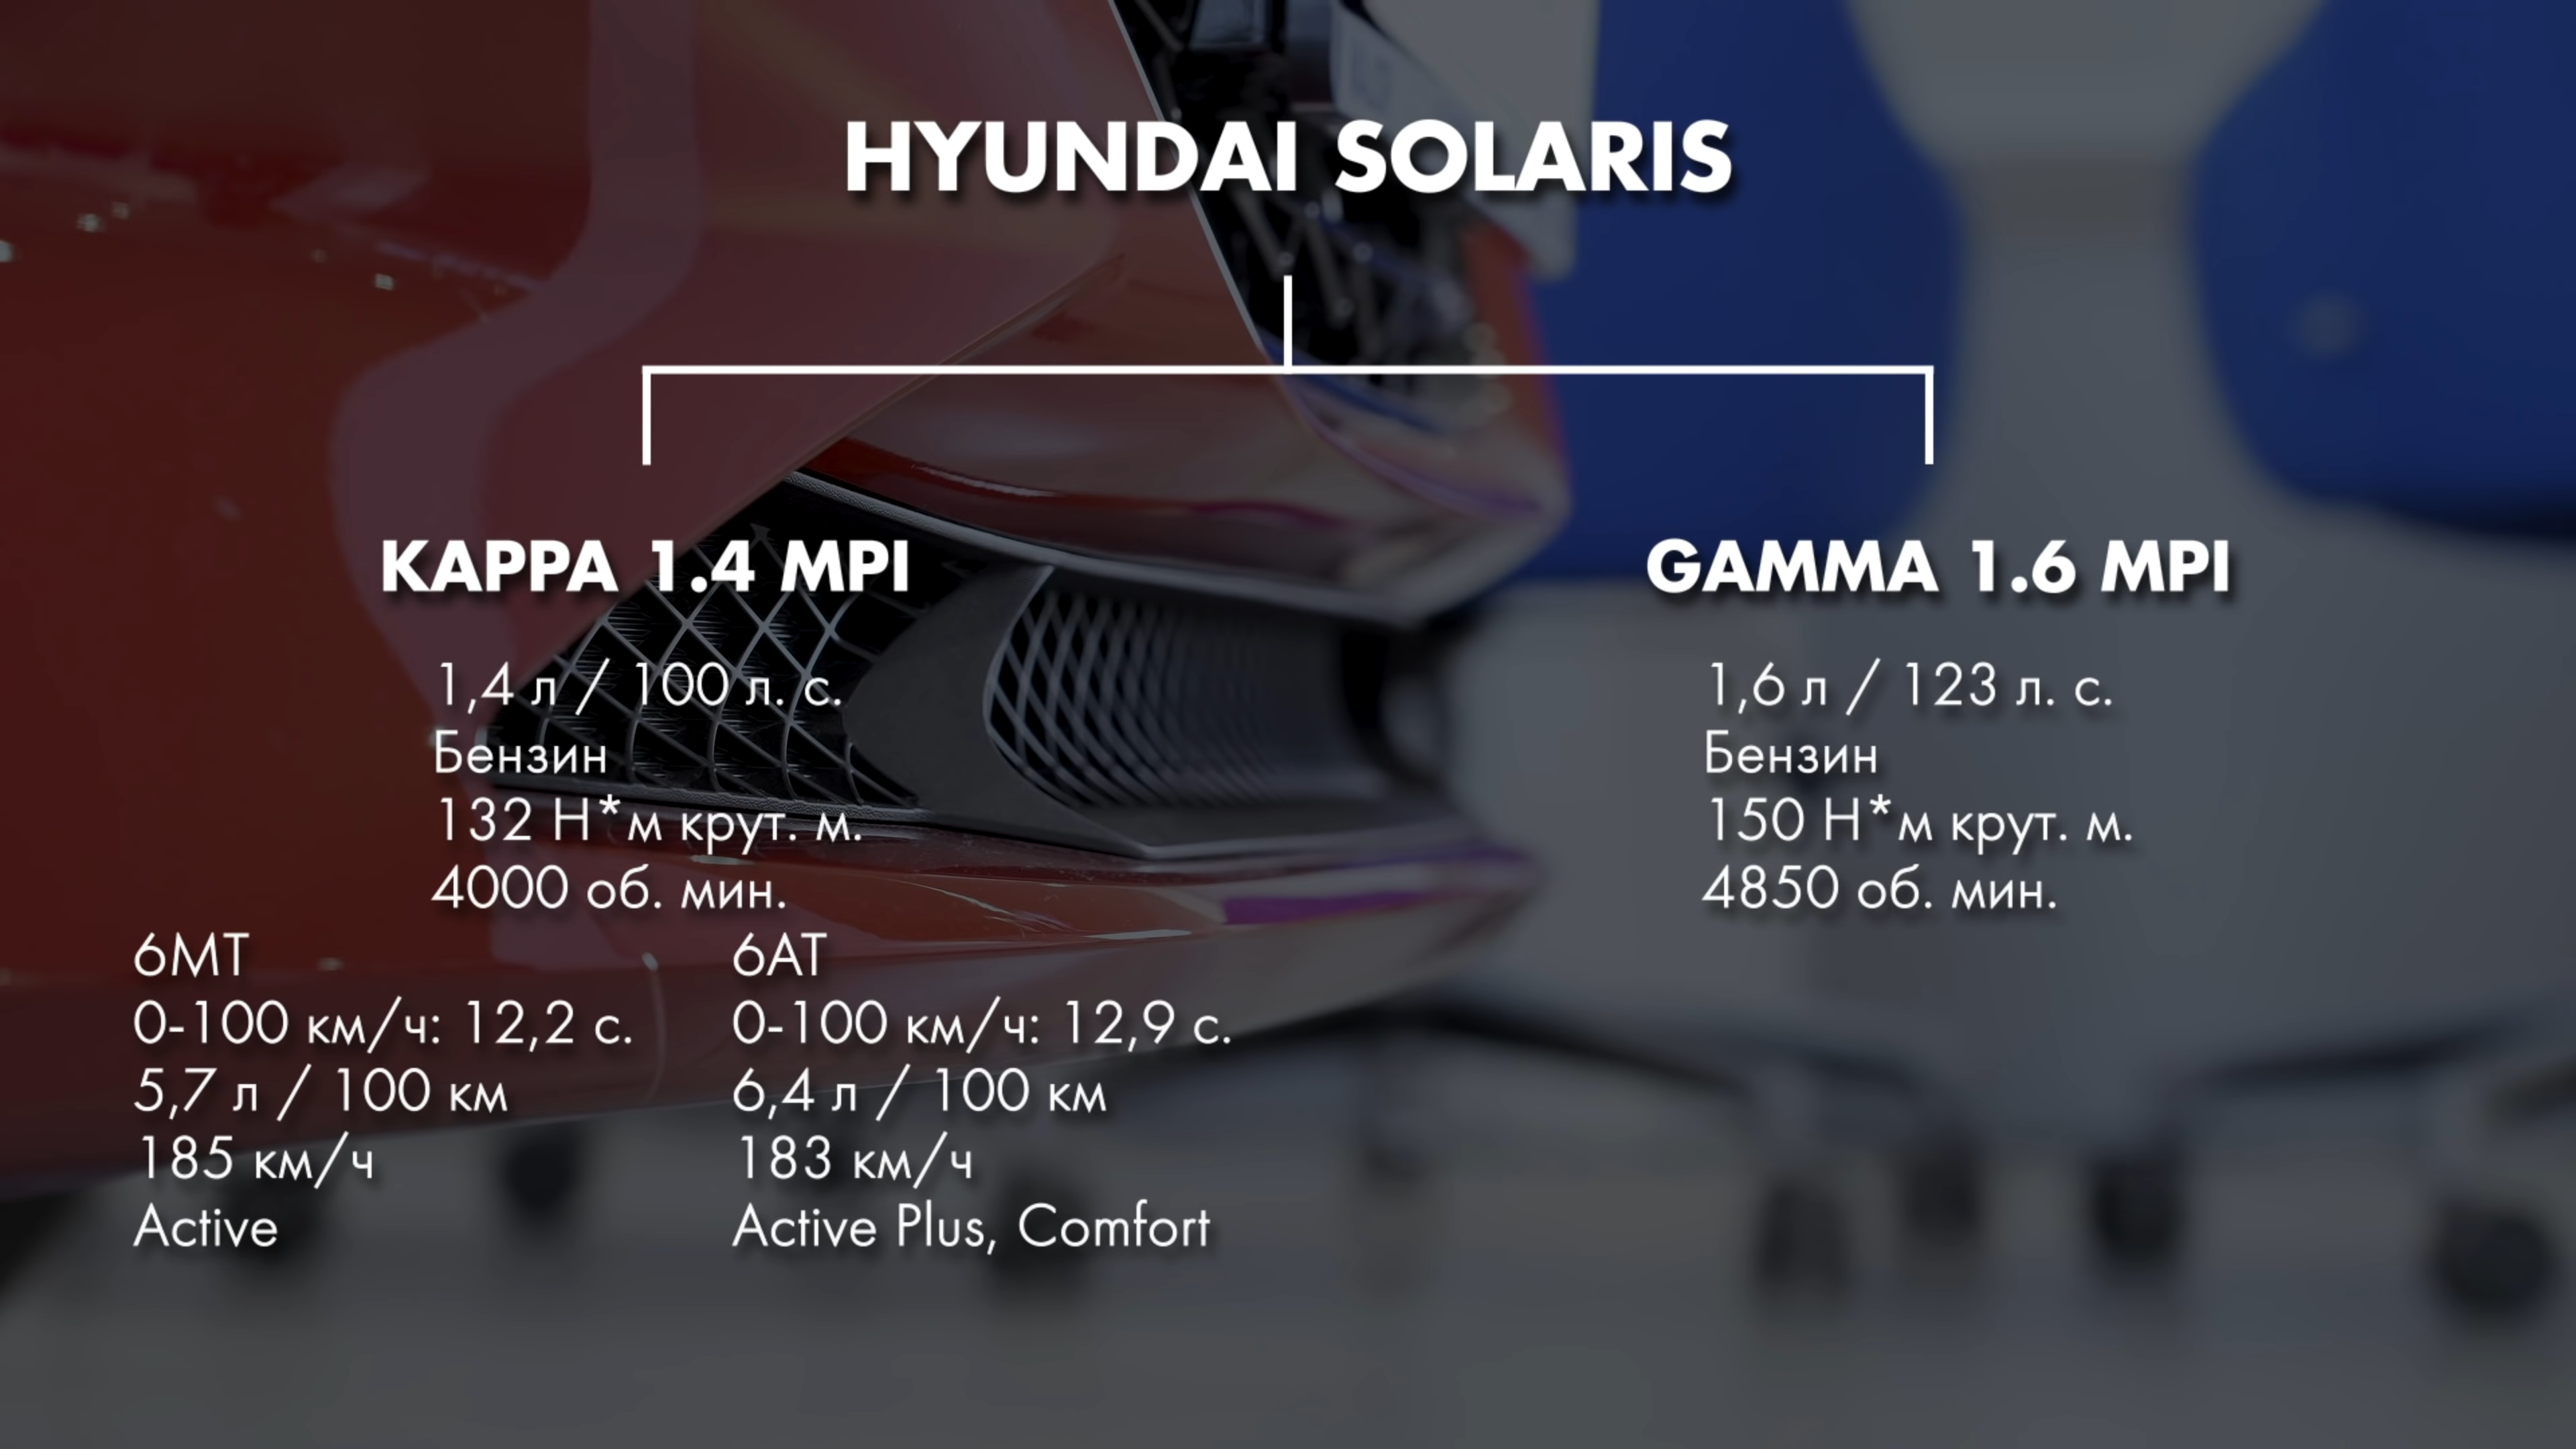 HYUNDAI SOLARIS
KAPPA 1.4 MPI
1,4 л / 100 л. с.
Бензин
132 Н*м крут. м.
4000 об. мин.
6МТ
0-100 км/ч: 12,2 с.
5,7 л / 100 км
185 км/ч
Active
6АТ
0-100 км/ч: 12,9 с.
6,4 л / 100 км
183 км/ч
Active Plus, Comfort
GAMMA 1.6 MPI
1,6 л / 123 л. с.
Бензин
150 Н*м крут. м.
4850 об. мин.